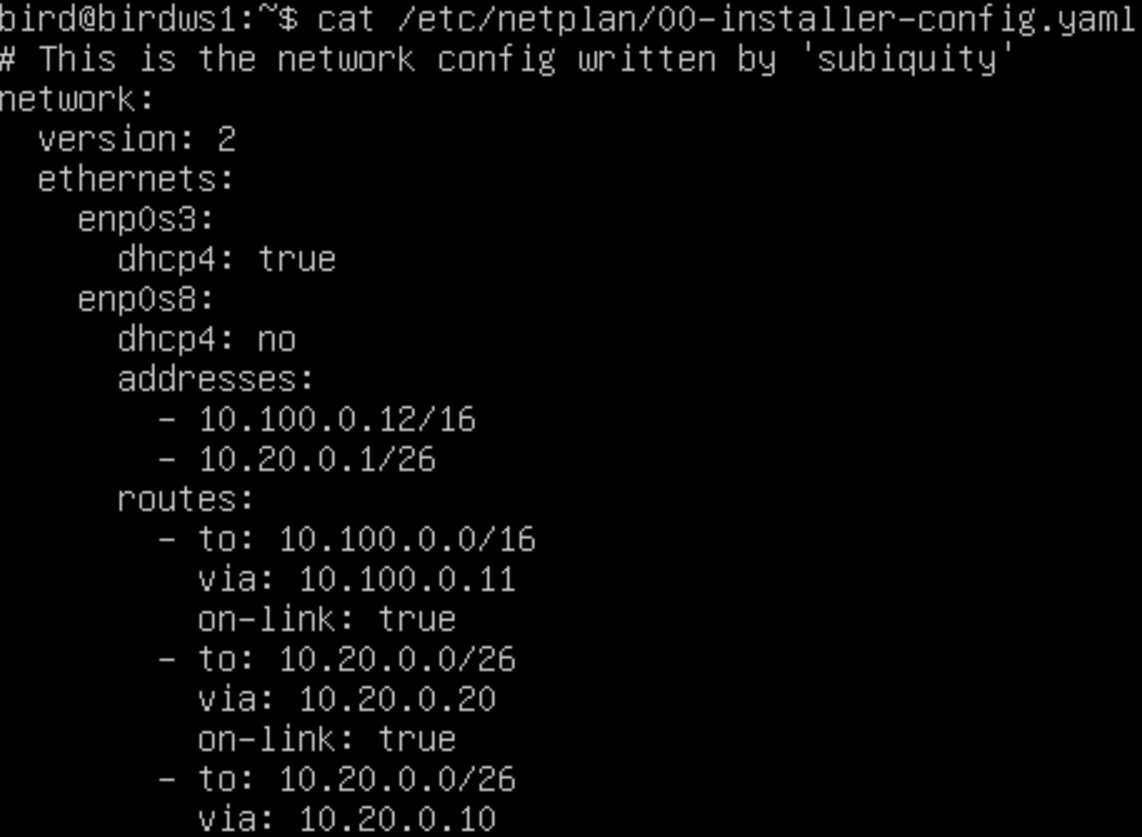 bird@birdws1:~$ cat /etc/netplan/00-installer-config.yaml
# This is the network config written by 'subiquity'
network:
  version: 2
  ethernets:
    enp0s3:
      dhcp4: true
    enp0s8:
      dhcp4: no
      addresses:
        - 10.100.0.12/16
        - 10.20.0.1/26
      routes:
        - to: 10.100.0.0/16
          via: 10.100.0.11
          on-link: true
        - to: 10.20.0.0/26
          via: 10.20.0.20
          on-link: true
        - to: 10.20.0.0/26
          via: 10.20.0.10